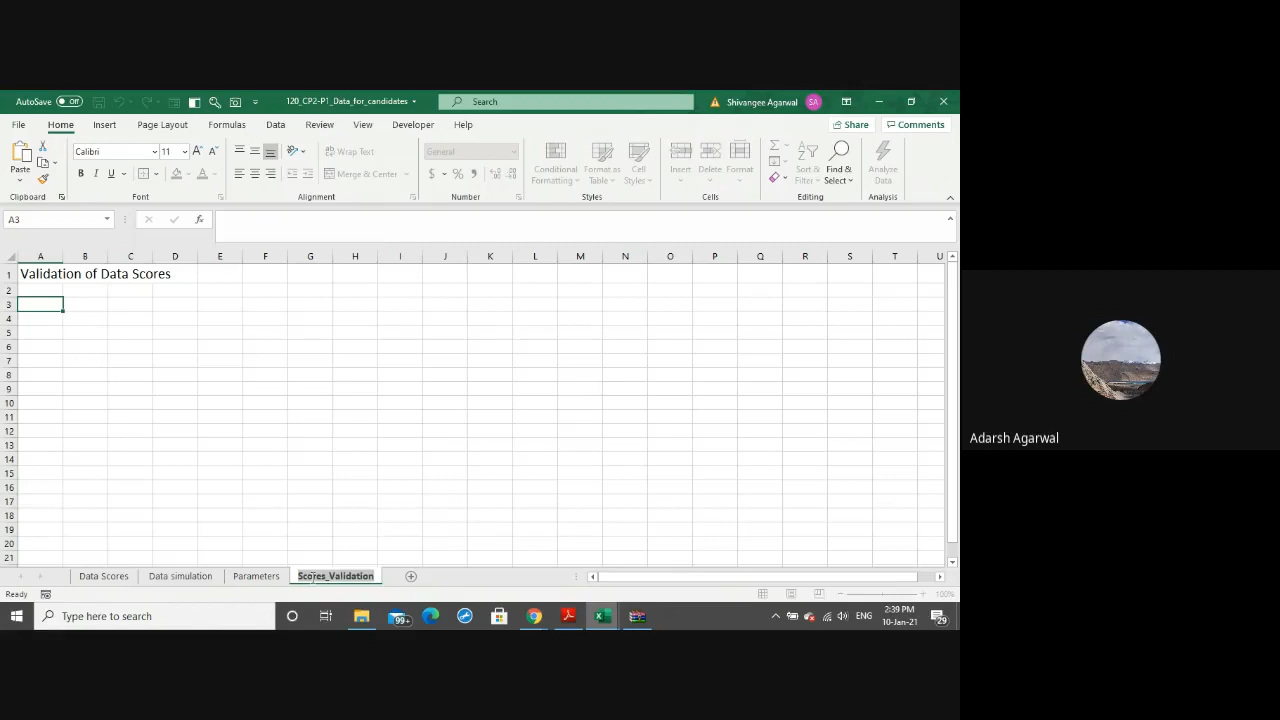 AutoSave Off
120_CP2-P1_Data_for_candidates
Search
Shivangee Agarwal SA
File Home Insert Page Layout Formulas Data Review View Developer Help
Share Comments
Paste
Calibri 11
B I U
Wrap Text
Merge & Center
General
$ % 
Conditional Formatting
Format as Table
Cell Styles
Insert Delete Format
Sort & Filter
Find & Select
Analyze Data
Clipboard Font Alignment Number Styles Cells Editing Analysis
A3 fx
A B C D E F G H I J K L M N O P Q R S T U
1 Validation of Data Scores
2
3
4
5
6
7
8
9
10
11
12
13
14
15
16
17
18
19
20
21
Adarsh Agarwal
Data Scores Data simulation Parameters Scores_Validation
Ready 100%
Type here to search
99+
ENG
2:39 PM
10-Jan-21
29